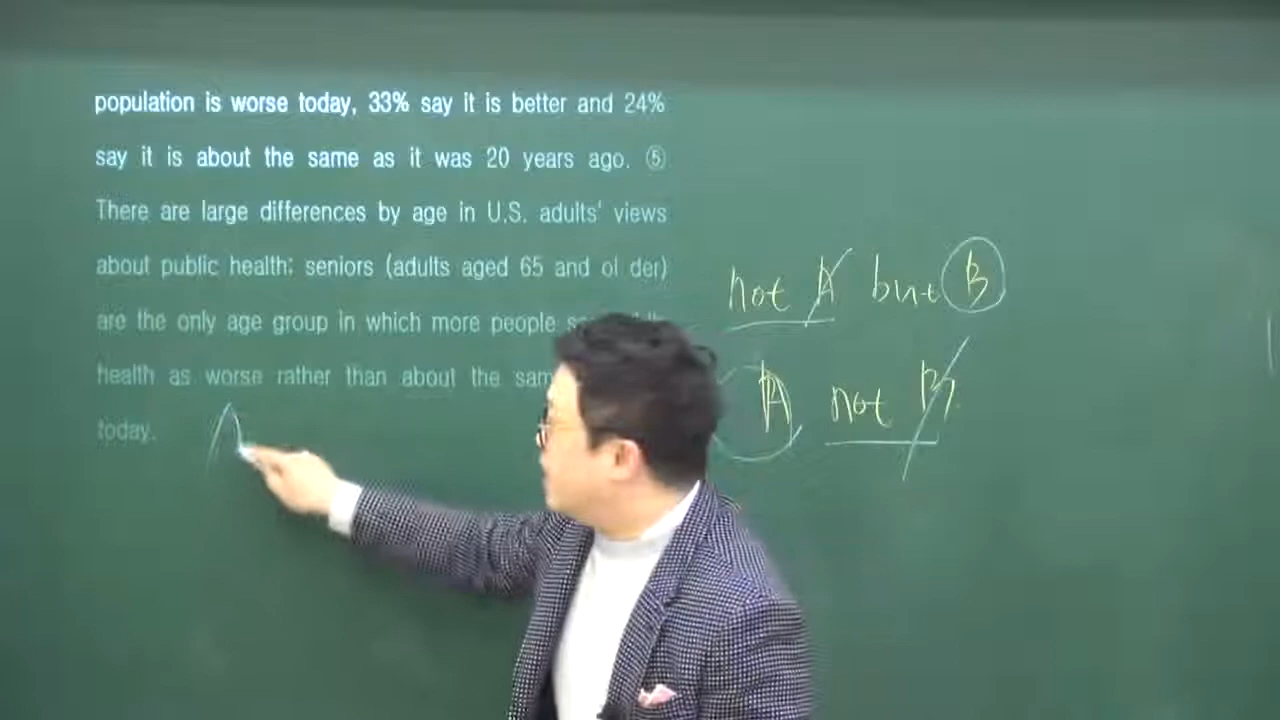 population is worse today, 33% say it is better and 24%
say it is about the same as it was 20 years ago. ⑤
There are large differences by age in U.S. adults' views
about public health: seniors (adults aged 65 and ol der)
are the only age group in which more people
health as worse rather than about the
today. A
not A but B
A not B